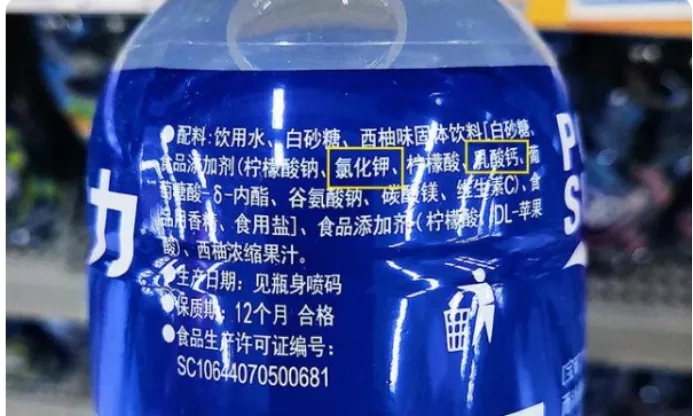 ●配料:饮用水、白砂糖、西柚味固体饮料[白砂糖、
食品添加剂(柠檬酸钠、氯化钾、柠檬酸、乳酸钙、葡
萄糖酸-δ-内酯、谷氨酸钠、碳酸镁、维生素C)、食
品用香精、食用盐]、食品添加剂(柠檬酸、DL-苹果
酸)、西柚浓缩果汁。
●生产日期:见瓶身喷码
●保质期:12个月 合格
●食品生产许可证编号:
SC10644070500681
力